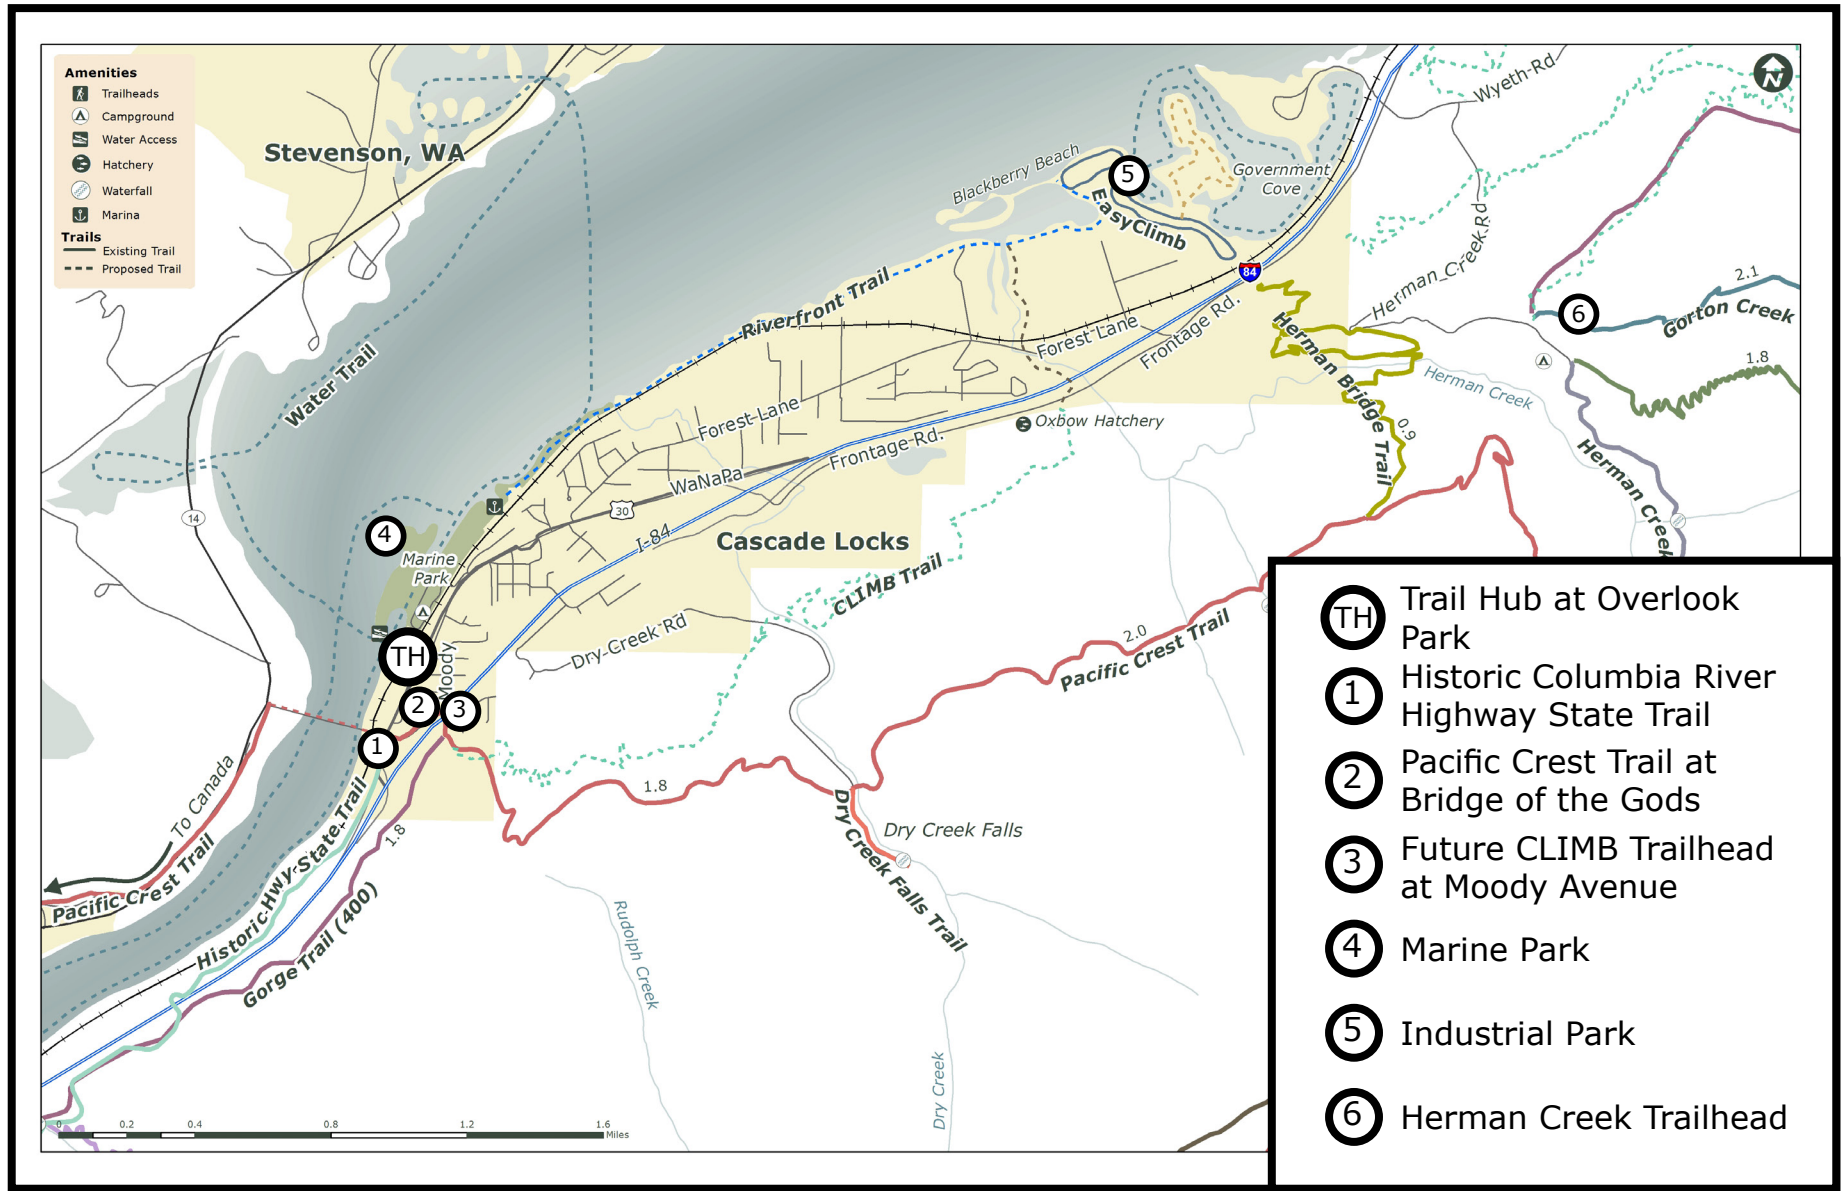 Amenities
Trailheads
Campground
Water Access
Hatchery
Waterfall
Marina
Trails
Existing Trail
Proposed Trail
N
Stevenson, WA
Wyeth-Rd
Blackberry Beach
5
Government
Cove
EasyClimb
84
Herman Creek Rd
Herman_Creek
2.1
6
Gorton Creek
Riverfront Trail
Forest Lane
Frontage Rd.
Herman Bridge Trail
Herman Creek
1.8
Water Trail
Forest Lane
Oxbow Hatchery
0.9
Frontage-Rd.
WaNaPa
Herman Creek
14
30
I-84
4
Cascade Locks
Marine
Park
CLIMB Trail
TH
Moody
Dry-Creek Rd
2.0
Pacific Crest Trail
2
3
1
To Canada
Pacific Crest Trail
1.8
1.8
Historic-Hwy-State-Trail
Gorge Trail (400)
Dry Creek Falls
Dry Creek Falls Trail
Rudolph Creek
Dry Creek
0 0.2 0.4 0.8 1.2 1.6
Miles
TH Trail Hub at Overlook
Park
1 Historic Columbia River
Highway State Trail
2 Pacific Crest Trail at
Bridge of the Gods
3 Future CLIMB Trailhead
at Moody Avenue
4 Marine Park
5 Industrial Park
6 Herman Creek Trailhead